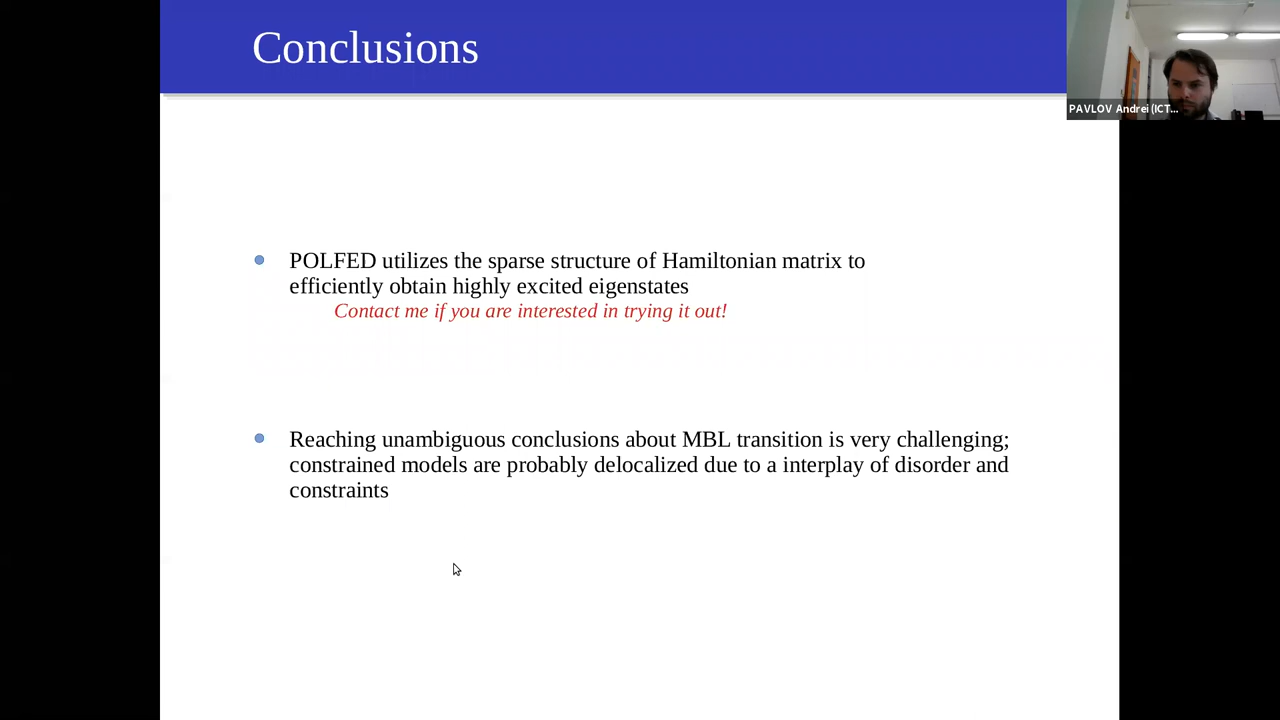 Conclusions
PAVLOV Andrei (ICT...
POLFED utilizes the sparse structure of Hamiltonian matrix to
efficiently obtain highly excited eigenstates
Contact me if you are interested in trying it out!
Reaching unambiguous conclusions about MBL transition is very challenging;
constrained models are probably delocalized due to a interplay of disorder and
constraints